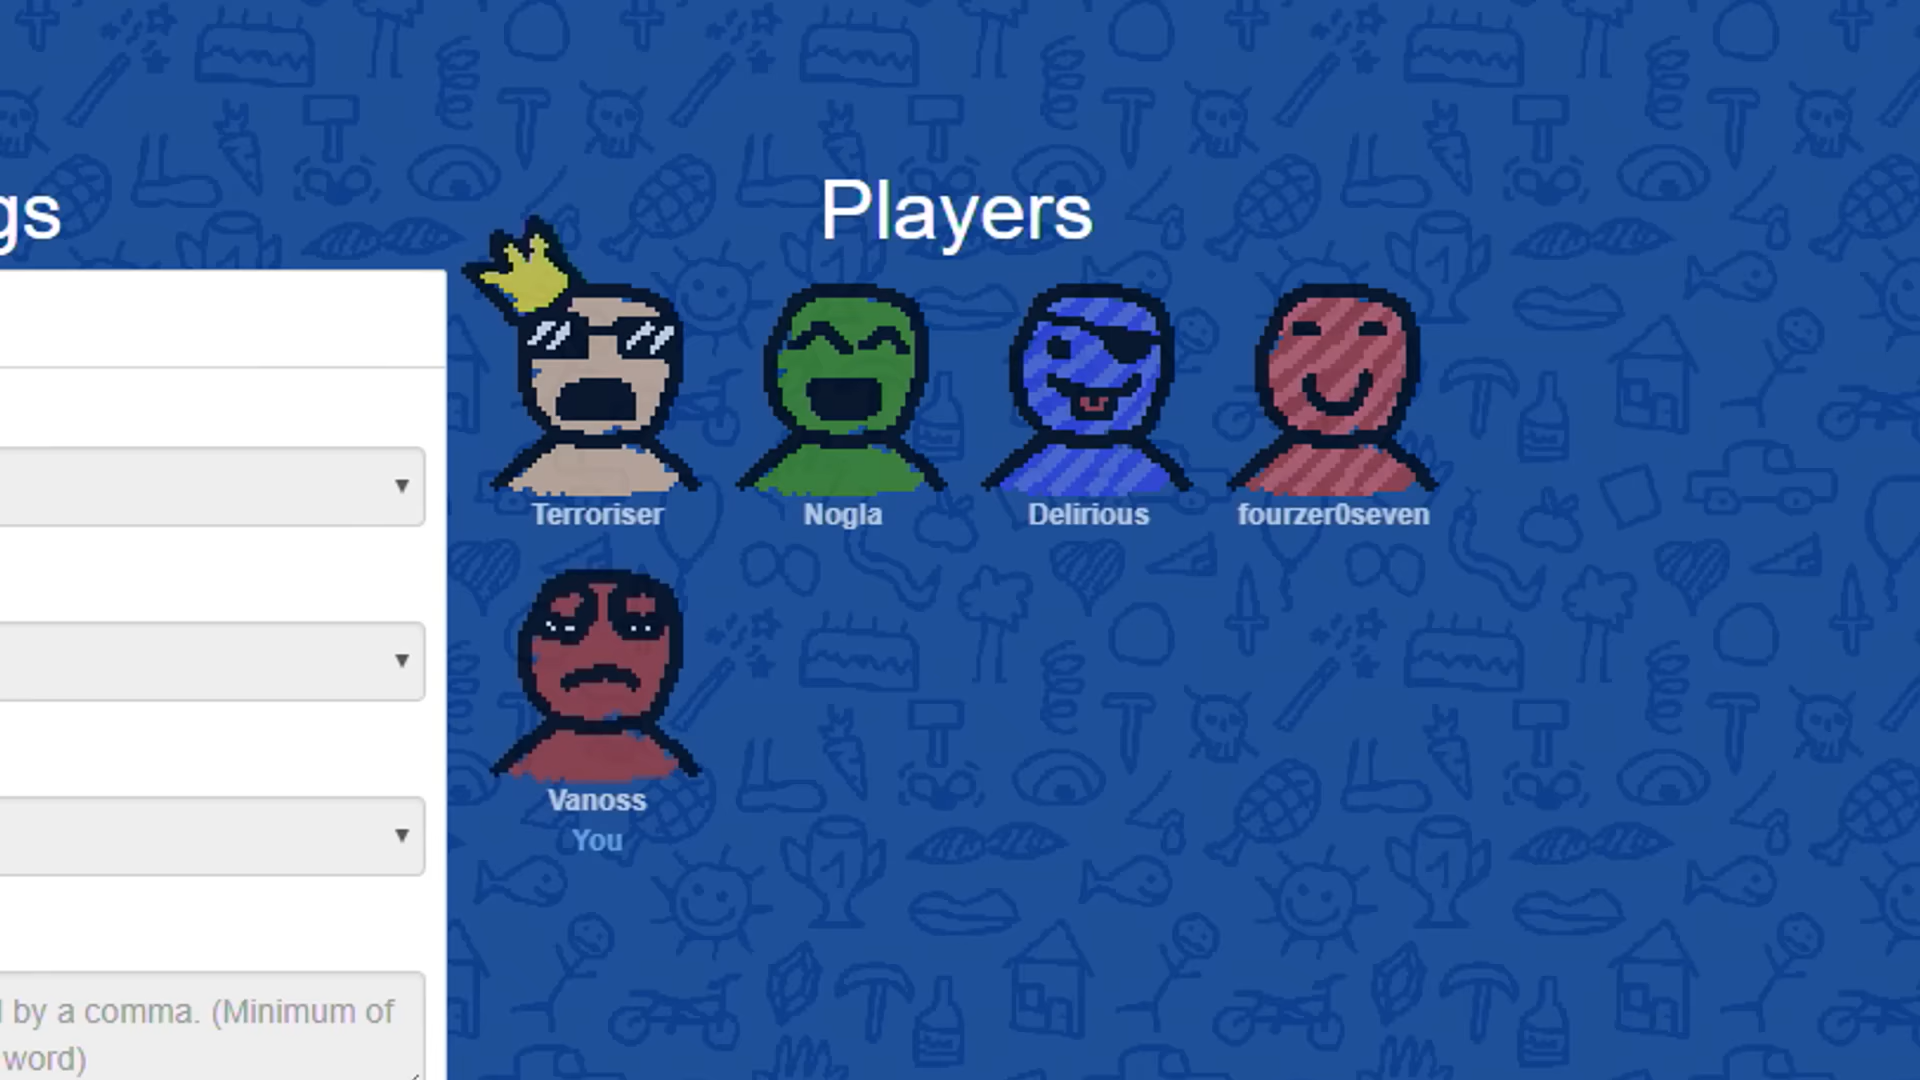 gs
Players
Terroriser
Nogla
Delirious
fourzer0seven
Vanoss
You
by a comma. (Minimum of
word)